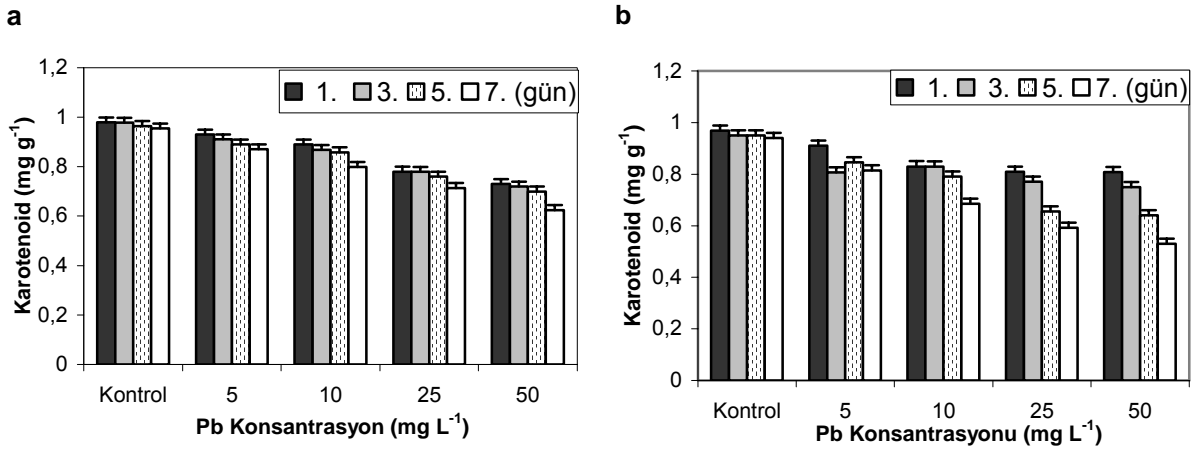 a
1. 3. 5. 7. (gün)
1,2
1
0,8
0,6
0,4
0,2
0
Karotenoid (mg g⁻¹)
Kontrol 5 10 25 50
Pb Konsantrasyon (mg L⁻¹)
b
1. 3. 5. 7. (gün)
1,2
1
0,8
0,6
0,4
0,2
0
Karotenoid (mg g⁻¹)
Kontrol 5 10 25 50
Pb Konsantrasyonu (mg L⁻¹)